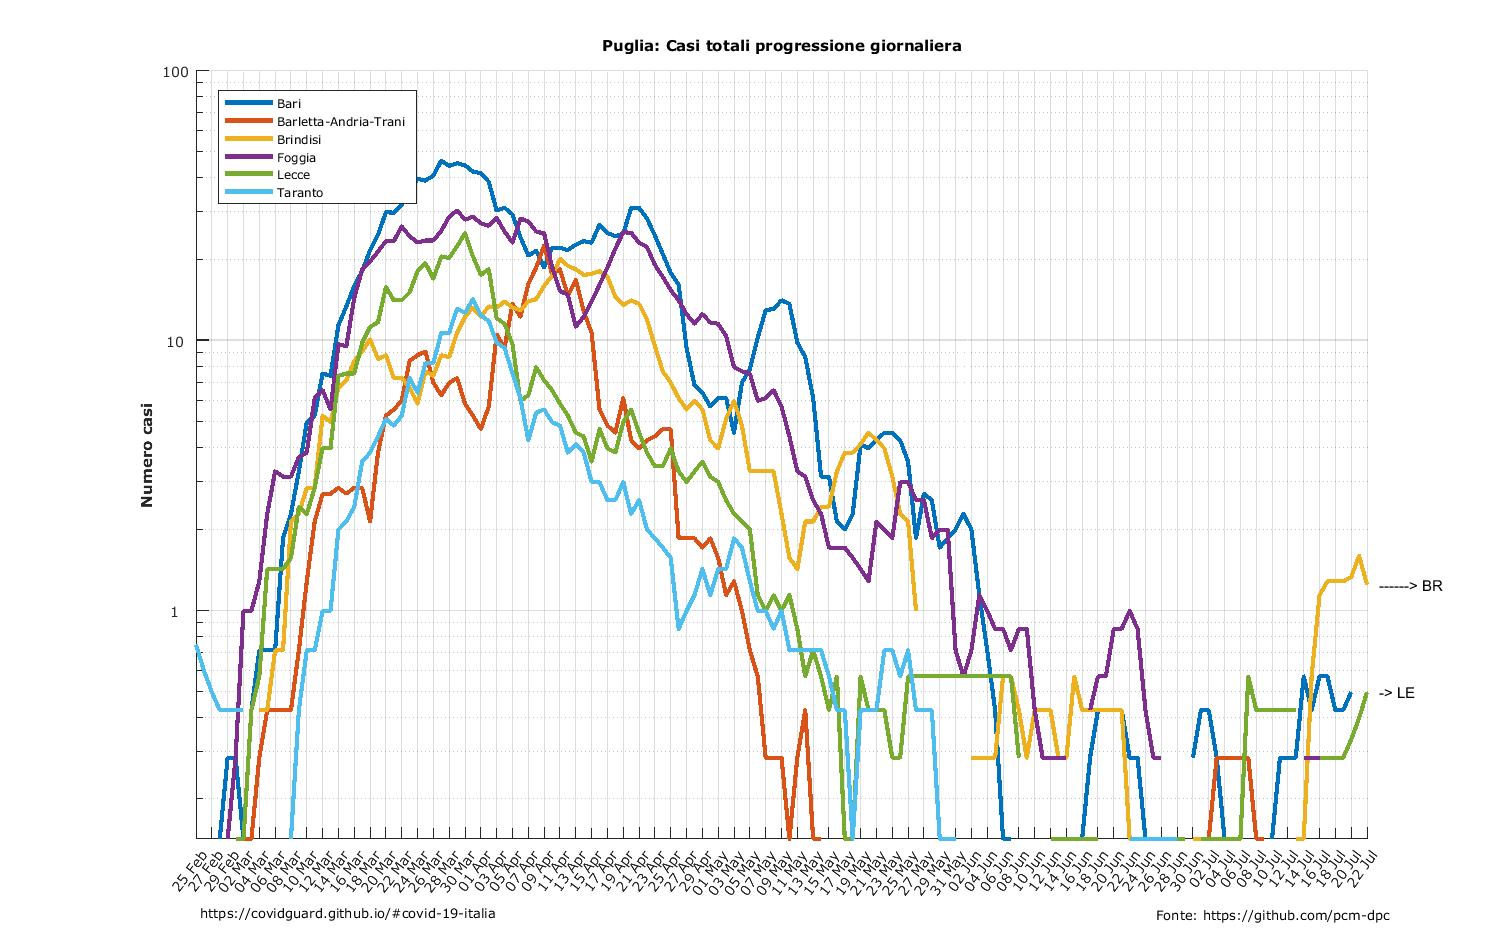 Puglia: Casi totali progressione giornaliera
100
10
1
Numero casi
Bari
Barletta-Andria-Trani
Brindisi
Foggia
Lecce
Taranto
------> BR
-> LE
25 Feb
27 Feb
29 Feb
02 Mar
04 Mar
06 Mar
08 Mar
10 Mar
12 Mar
14 Mar
16 Mar
18 Mar
20 Mar
22 Mar
24 Mar
26 Mar
28 Mar
30 Mar
01 Apr
03 Apr
05 Apr
07 Apr
09 Apr
11 Apr
13 Apr
15 Apr
17 Apr
19 Apr
21 Apr
23 Apr
25 Apr
27 Apr
29 Apr
01 May
03 May
05 May
07 May
09 May
11 May
13 May
15 May
17 May
19 May
21 May
23 May
25 May
27 May
29 May
31 May
02 Jun
04 Jun
06 Jun
08 Jun
10 Jun
12 Jun
14 Jun
16 Jun
18 Jun
20 Jun
22 Jun
24 Jun
26 Jun
28 Jun
30 Jun
02 Jul
04 Jul
06 Jul
08 Jul
10 Jul
12 Jul
14 Jul
16 Jul
18 Jul
20 Jul
22 Jul
https://covidguard.github.io/#covid-19-italia
Fonte: https://github.com/pcm-dpc